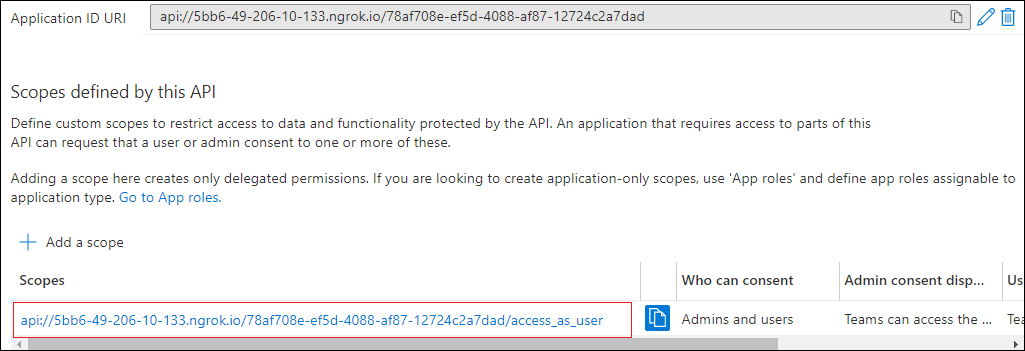 Application ID URI
api://5bb6-49-206-10-133.ngrok.io/78af708e-ef5d-4088-af87-12724c2a7dad
Scopes defined by this API
Define custom scopes to restrict access to data and functionality protected by the API. An application that requires access to parts of this
API can request that a user or admin consent to one or more of these.
Adding a scope here creates only delegated permissions. If you are looking to create application-only scopes, use 'App roles' and define app roles assignable to
application type. Go to App roles.
Add a scope
Scopes Who can consent Admin consent disp... Us
api://5bb6-49-206-10-133.ngrok.io/78af708e-ef5d-4088-af87-12724c2a7dad/access_as_user Admins and users Teams can access the ... Tea